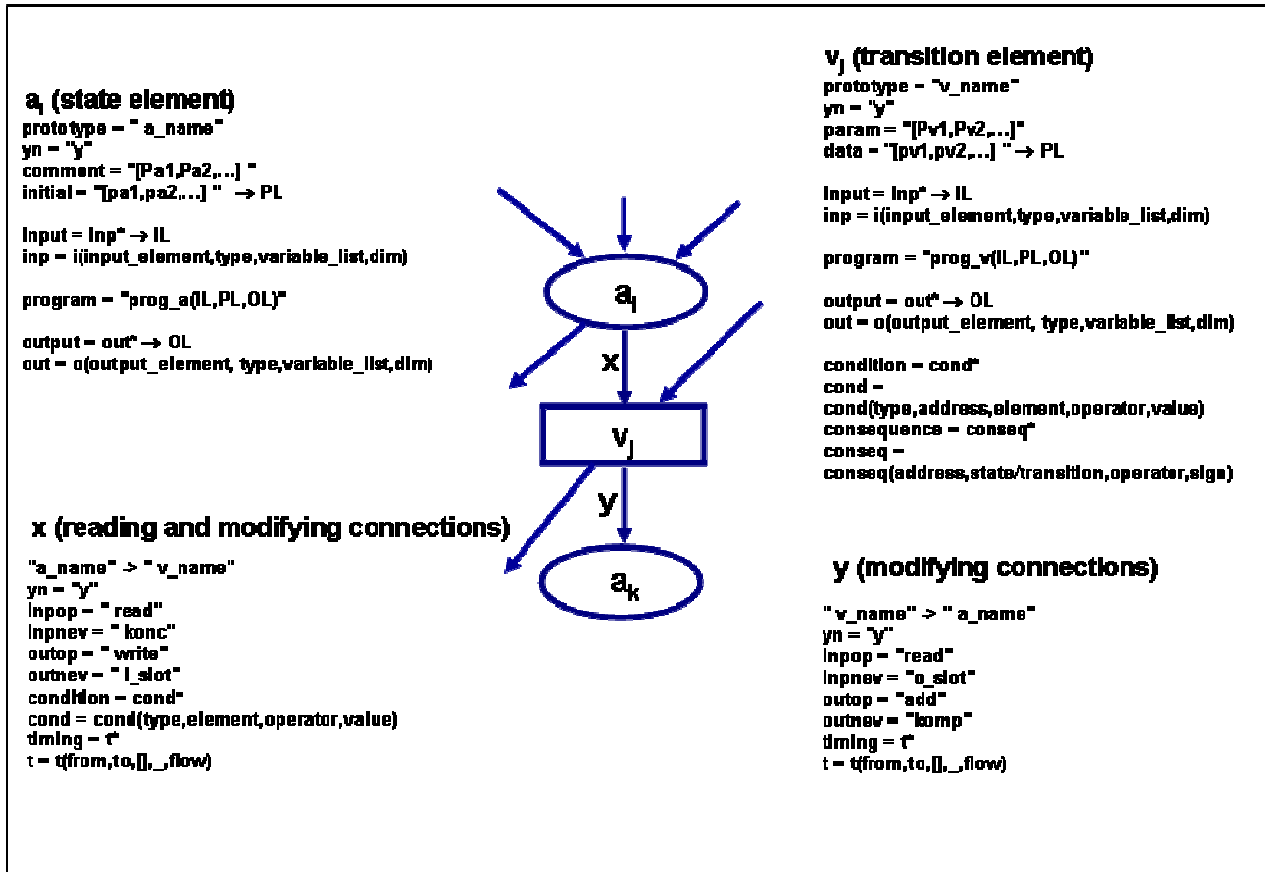 a_i (state element)
prototype = " a_name"
yn = "y"
comment = "[Pa1,Pa2,...] "
initial = "[pa1,pa2,...] " → PL
input = inp* → IL
inp = i(input_element,type,variable_list,dim)
program = "prog_a(IL,PL,OL)"
output = out* → OL
out = o(output_element, type,variable_list,dim)
v_j (transition element)
prototype = "v_name"
yn = "y"
param = "[Pv1,Pv2,...]"
data = "[pv1,pv2,...] " → PL
input = inp* → IL
inp = i(input_element,type,variable_list,dim)
program = "prog_v(IL,PL,OL)"
output = out* → OL
out = o(output_element, type,variable_list,dim)
condition = cond*
cond =
cond(type,address,element,operator,value)
consequence = conseq*
conseq =
conseq(address,state/transition,operator,sign)
a_i
x
v_j
y
a_k
x (reading and modifying connections)
"a_name" -> " v_name"
yn = "y"
inpop = " read"
inpnev = " konc"
outop = " write"
outnev = " i_slot"
condition = cond*
cond = cond(type,element,operator,value)
timing = t*
t = t(from,to,[],_,flow)
y (modifying connections)
" v_name" -> " a_name"
yn = "y"
inpop = "read"
inpnev = "o_slot"
outop = "add"
outnev = "komp"
timing = t*
t = t(from,to,[],_,flow)